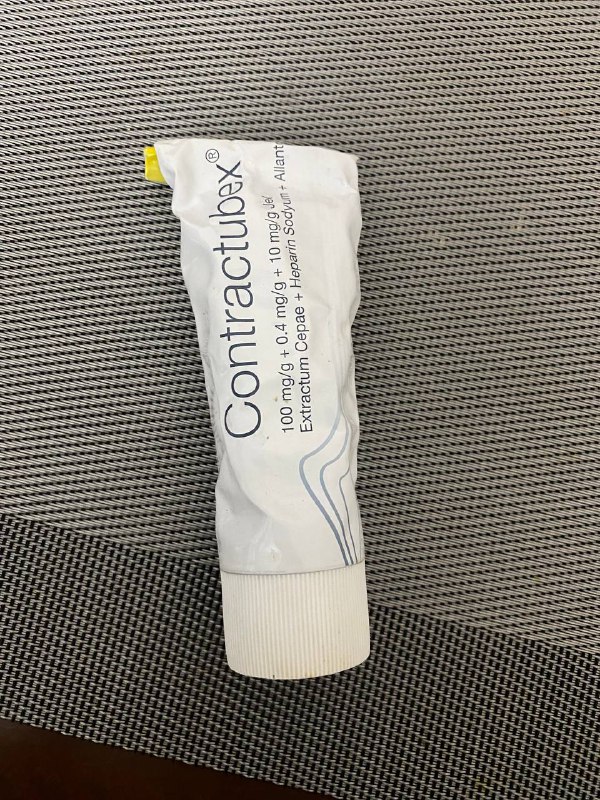 Contractubex®
100 mg/g + 0.4 mg/g + 10 mg/g Jel
Extractum Cepae + Heparin Sodyum + Allant